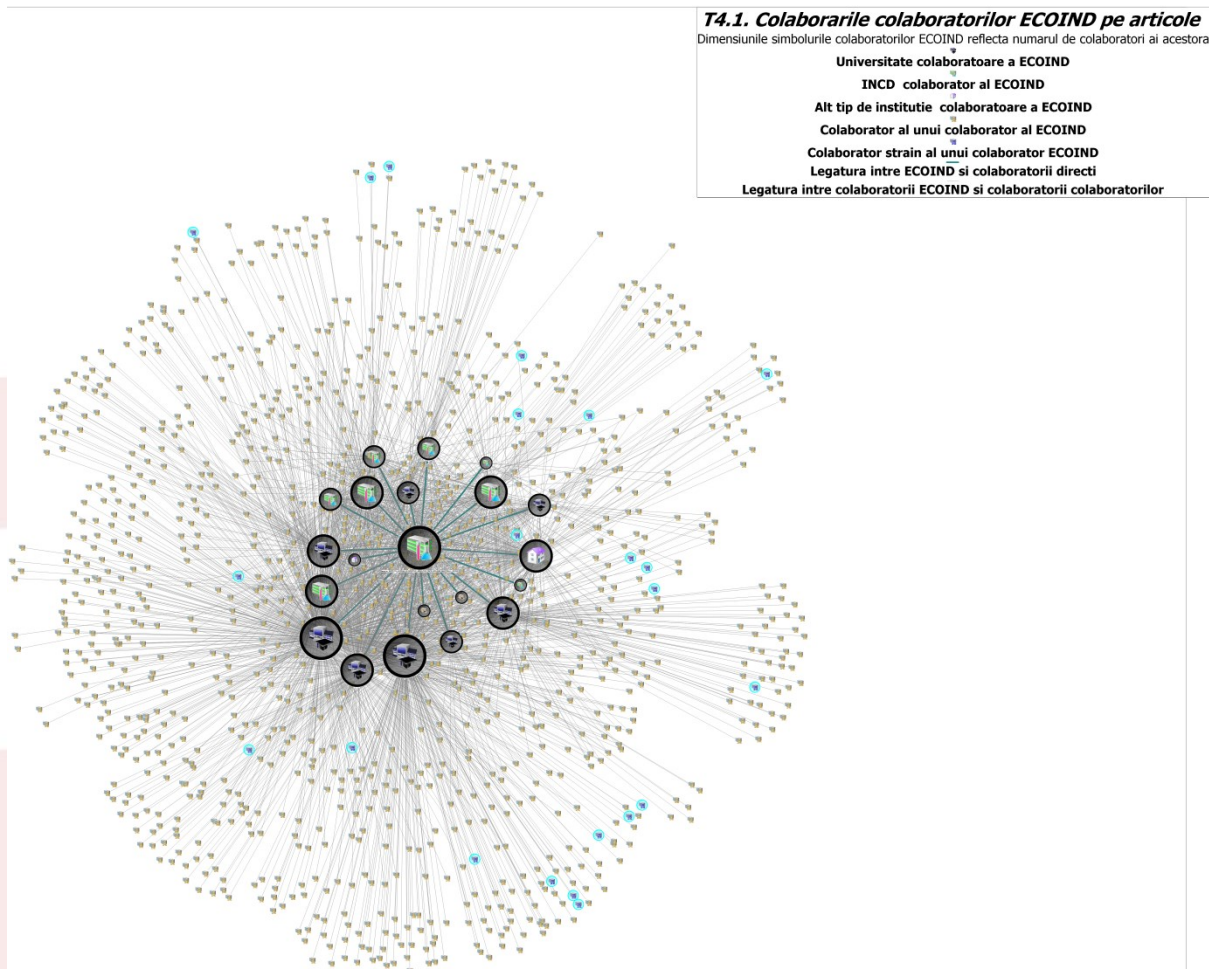 T4.1. Colaborarile colaboratorilor ECOIND pe articole
Dimensiunile simbolurile colaboratorilor ECOIND reflecta numarul de colaboratori ai acestora
Universitate colaboratoare a ECOIND
INCD colaborator al ECOIND
Alt tip de institutie colaboratoare a ECOIND
Colaborator al unui colaborator al ECOIND
Colaborator strain al unui colaborator ECOIND
Legatura intre ECOIND si colaboratorii directi
Legatura intre colaboratorii ECOIND si colaboratorii colaboratorilor